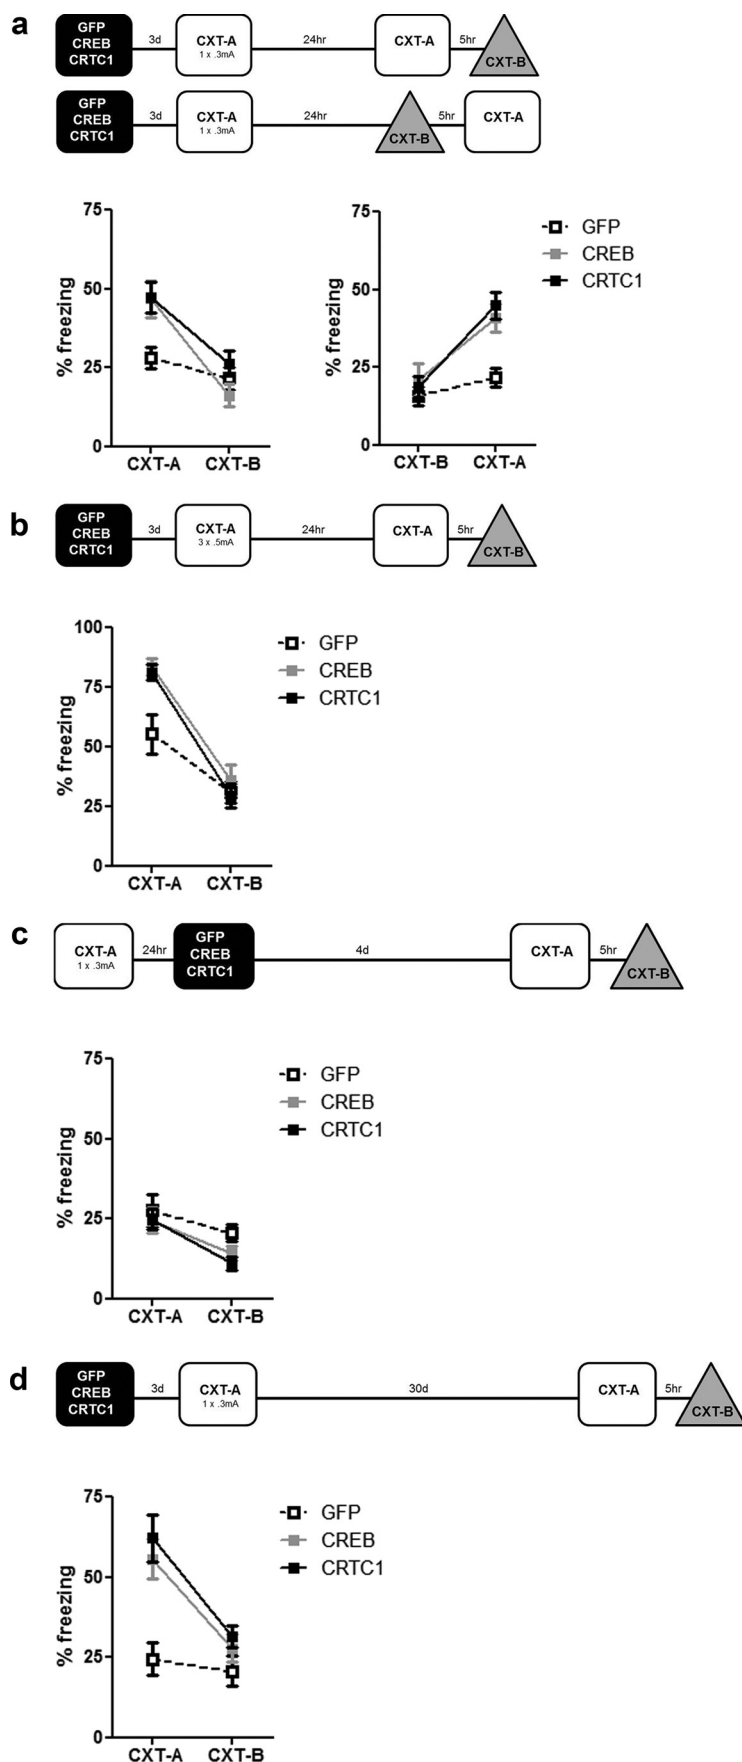 a
GFP
CREB
CRTC1
3d
CXT-A
1 x .3mA
24hr
CXT-A
5hr
CXT-B
GFP
CREB
CRTC1
3d
CXT-A
1 x .3mA
24hr
CXT-B
5hr
CXT-A
75
50
25
0
% freezing
CXT-A CXT-B
75
50
25
0
% freezing
CXT-B CXT-A
GFP
CREB
CRTC1
b
GFP
CREB
CRTC1
3d
CXT-A
3 x .5mA
24hr
CXT-A
5hr
CXT-B
100
75
50
25
0
% freezing
CXT-A CXT-B
GFP
CREB
CRTC1
c
CXT-A
1 x .3mA
24hr
GFP
CREB
CRTC1
4d
CXT-A
5hr
CXT-B
75
50
25
0
% freezing
CXT-A CXT-B
GFP
CREB
CRTC1
d
GFP
CREB
CRTC1
3d
CXT-A
1 x .3mA
30d
CXT-A
5hr
CXT-B
75
50
25
0
% freezing
CXT-A CXT-B
GFP
CREB
CRTC1